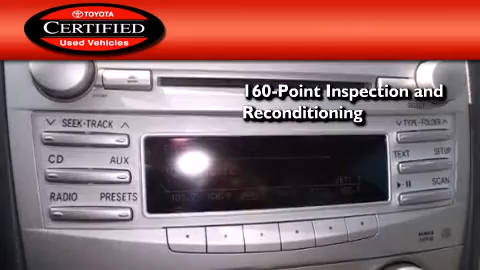 TOYOTA
CERTIFIED
Used Vehicles
160-Point Inspection and
Reconditioning
SEEK·TRACK
TYPE·FOLDER
CD
AUX
TEXT
SETUP
SCAN
RADIO
PRESETS